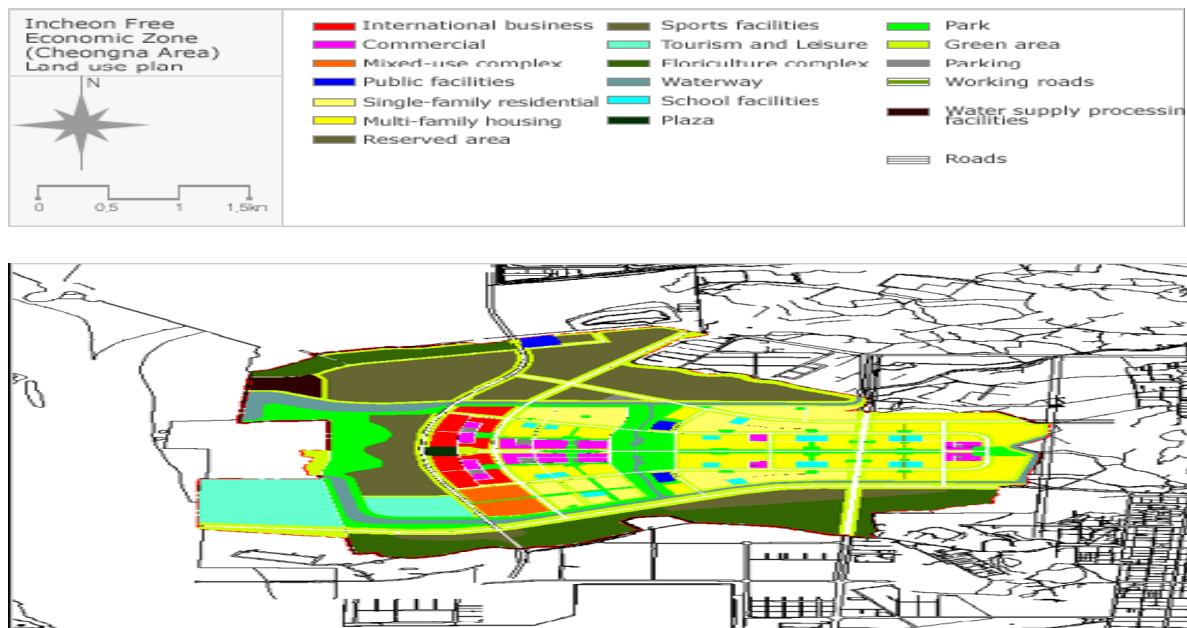 Incheon Free
Economic Zone
(Cheongna Area)
Land use plan
N
0
0,5
1
1,5kn
International business
Commercial
Mixed-use complex
Public facilities
Single-family residential
Multi-family housing
Reserved area
Sports facilities
Tourism and Leisure
Floriculture complex
Waterway
School facilities
Plaza
Park
Green area
Parking
Working roads
Water supply processin
facilities
Roads